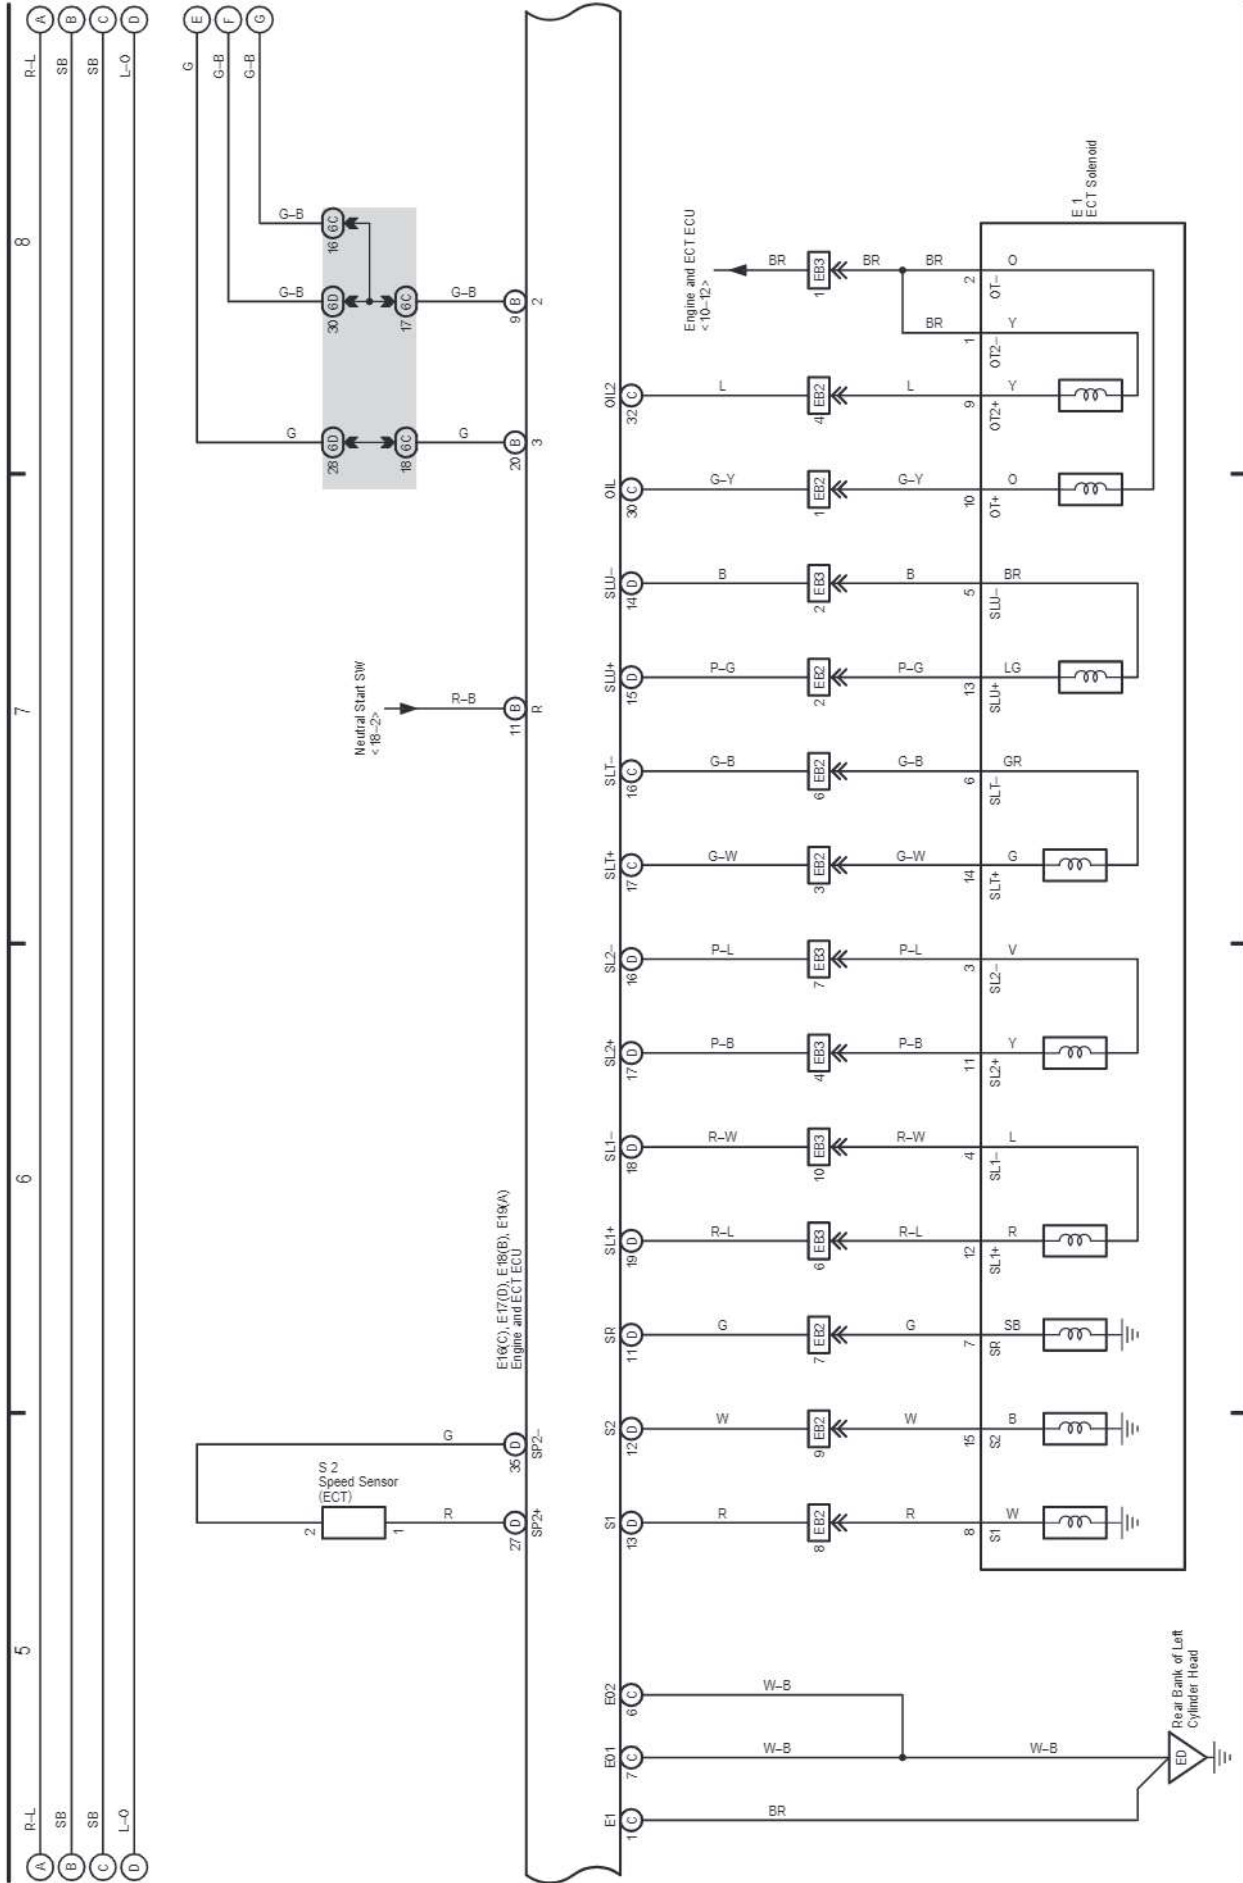 5 6 7 8
A R–L R–L A
B SB SB B
C SB SB C
D L–O L–O D
G E
G–B F
G–B G
S 2
Speed Sensor
(ECT)
2
1
R G
27 D 35 D
SP2+ SP2–
E16(C), E17(D), E18(B), E19(A)
Engine and ECT ECU
Neutral Start SW
<18–2>
R–B
11 B
R
28 6D 30 6D 16 6C
G–B
G–B
18 6C 17 6C
G G–B
20 B 9 B
3 2
E1 E01 E02 S1 S2 SR SL1+ SL1– SL2+ SL2– SLT+ SLT– SLU+ SLU– OIL OIL2
1 C 7 C 6 C 13 D 12 D 11 D 19 D 18 D 17 D 16 D 17 C 16 C 15 D 14 D 30 C 32 C
Engine and ECT ECU
<10–12>
BR W–B W–B R W G R–L R–W P–B P–L G–W G–B P–G B G–Y L BR
8 EB2 9 EB2 7 EB2 6 EB3 10 EB3 4 EB3 7 EB3 3 EB2 6 EB2 2 EB2 2 EB3 1 EB2 4 EB2 1 EB3
BR
W–B R W G R–L R–W P–B P–L G–W G–B P–G B G–Y L BR BR
8 15 7 12 4 11 3 14 6 13 5 10 9 1 2
S1 S2 SR SL1+ SL1– SL2+ SL2– SLT+ SLT– SLU+ SLU– OT+ OT2+ OT2– OT–
W B SB R L Y V G GR LG BR O Y Y O
E 1
ECT Solenoid
ED
Rear Bank of Left
Cylinder Head